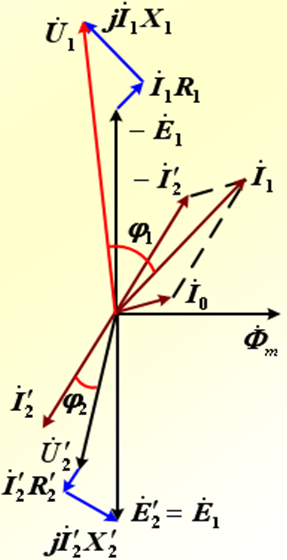 U̇₁
jİ₁X₁
İ₁R₁
– Ė₁
– İ′₂
İ₁
φ₁
İ₀
Φ̇ₘ
İ′₂
φ₂
U̇′₂
İ′₂R′₂
Ė′₂ = Ė₁
jİ′₂X′₂